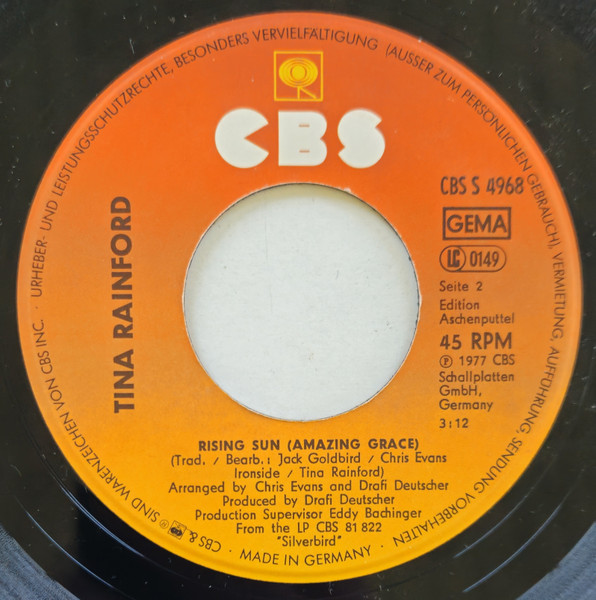 URHEBER- UND LEISTUNGSSCHUTZRECHTE, BESONDERS VERVIELFÄLTIGUNG (AUSSER ZUM PERSÖNLICHEN GEBRAUCH), VERMIETUNG, AUFFÜHRUNG, SENDUNG VORBEHALTEN
CBS
CBS S 4968
GEMA
LC 0149
Seite 2
Edition
Aschenputtel
45 RPM
Ⓟ 1977 CBS
Schallplatten
GmbH,
Germany
3:12
TINA RAINFORD
RISING SUN (AMAZING GRACE)
(Trad. / Bearb.: Jack Goldbird / Chris Evans
Ironside / Tina Rainford)
Arranged by Chris Evans and Drafi Deutscher
Produced by Drafi Deutscher
Production Supervisor Eddy Bachinger
From the LP CBS 81 822
"Silverbird"
CBS & ® SIND WARENZEICHEN VON CBS INC. ·
· MADE IN GERMANY ·